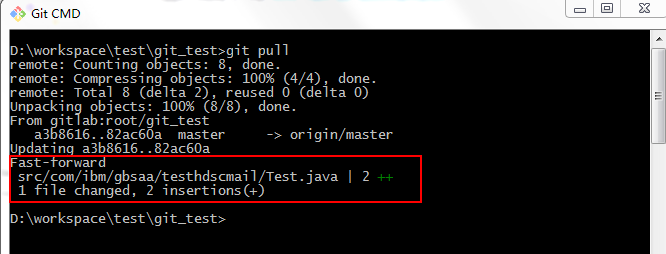 Git CMD
D:\workspace\test\git_test>git pull
remote: Counting objects: 8, done.
remote: Compressing objects: 100% (4/4), done.
remote: Total 8 (delta 2), reused 0 (delta 0)
Unpacking objects: 100% (8/8), done.
From gitlab:root/git_test
   a3b8616..82ac60a  master     -> origin/master
Updating a3b8616..82ac60a
Fast-forward
 src/com/ibm/gbsaa/testhdscmail/Test.java | 2 ++
 1 file changed, 2 insertions(+)
D:\workspace\test\git_test>